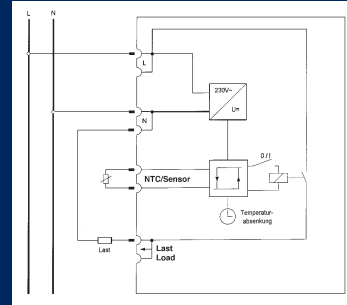 L N
L
230V~
U=
N
0 / I
NTC/Sensor
Temperatur-
absenkung
Last
Last
Load